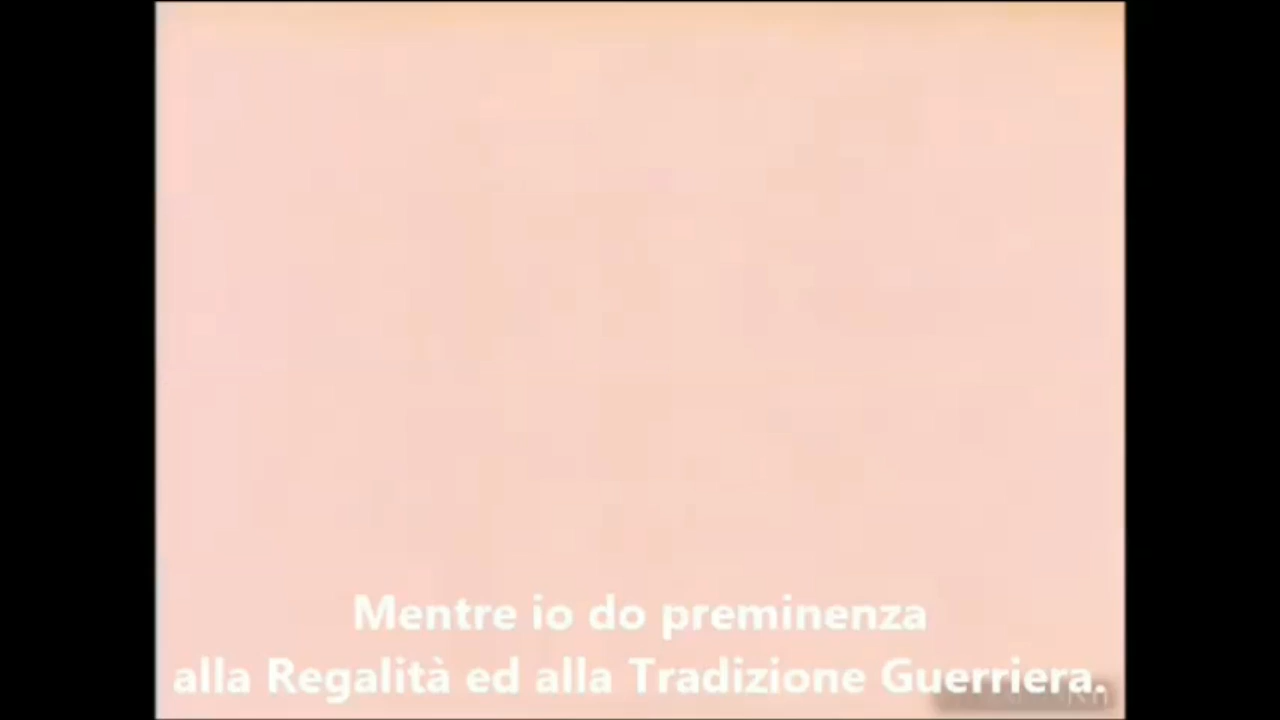 Mentre io do preminenza
alla Regalità ed alla Tradizione Guerriera.